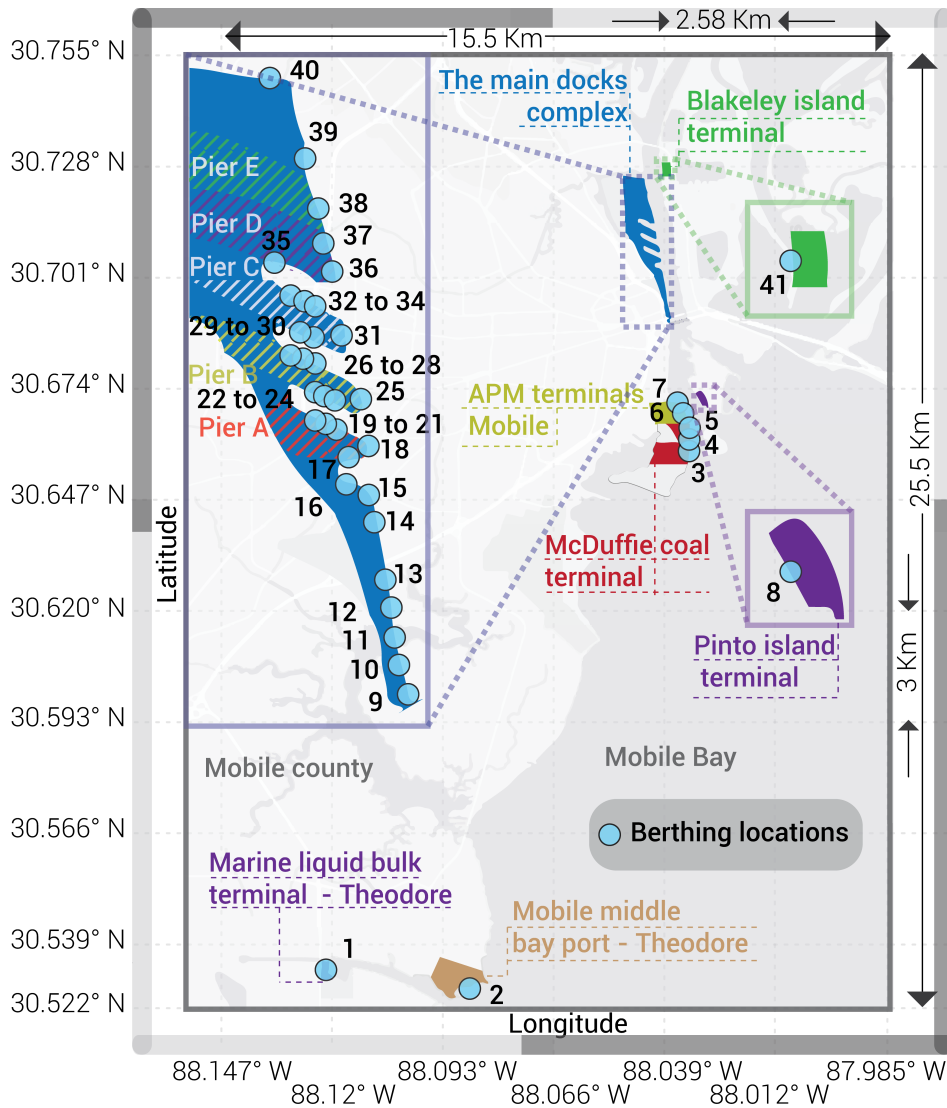 2.58 Km
15.5 Km
30.755° N
40
The main docks
complex
Blakeley island
terminal
39
30.728° N
Pier E
38
Pier D
37
35
Pier C
36
30.701° N
41
32 to 34
29 to 30
31
26 to 28
Pier B
30.674° N
25
APM terminals
Mobile
7
6
22 to 24
19 to 21
5
Pier A
18
4
17
3
25.5 Km
15
30.647° N
16
14
Latitude
McDuffie coal
terminal
13
8
12
30.620° N
11
Pinto island
terminal
10
3 Km
9
30.593° N
Mobile county
Mobile Bay
30.566° N
Berthing locations
Marine liquid bulk
terminal - Theodore
Mobile middle
bay port - Theodore
30.539° N
1
2
30.522° N
Longitude
88.147° W
88.093° W
88.039° W
87.985° W
88.12° W
88.066° W
88.012° W